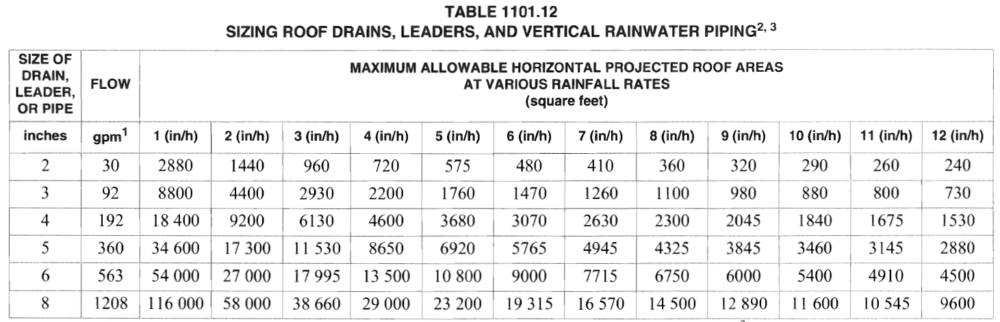 TABLE 1101.12
SIZING ROOF DRAINS, LEADERS, AND VERTICAL RAINWATER PIPING2, 3
SIZE OF DRAIN, LEADER, OR PIPE FLOW MAXIMUM ALLOWABLE HORIZONTAL PROJECTED ROOF AREAS
AT VARIOUS RAINFALL RATES
(square feet)
inches gpm1 1 (in/h) 2 (in/h) 3 (in/h) 4 (in/h) 5 (in/h) 6 (in/h) 7 (in/h) 8 (in/h) 9 (in/h) 10 (in/h) 11 (in/h) 12 (in/h)
2 30 2880 1440 960 720 575 480 410 360 320 290 260 240
3 92 8800 4400 2930 2200 1760 1470 1260 1100 980 880 800 730
4 192 18 400 9200 6130 4600 3680 3070 2630 2300 2045 1840 1675 1530
5 360 34 600 17 300 11 530 8650 6920 5765 4945 4325 3845 3460 3145 2880
6 563 54 000 27 000 17 995 13 500 10 800 9000 7715 6750 6000 5400 4910 4500
8 1208 116 000 58 000 38 660 29 000 23 200 19 315 16 570 14 500 12 890 11 600 10 545 9600